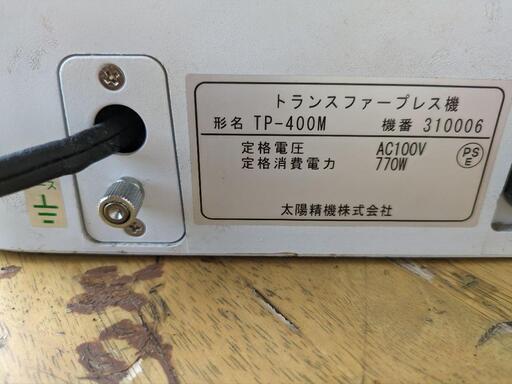 トランスファープレス機
形名 TP-400M 機番 310006
定格電圧 AC100V
定格消費電力 770W
PS
E
太陽精機株式会社
ース